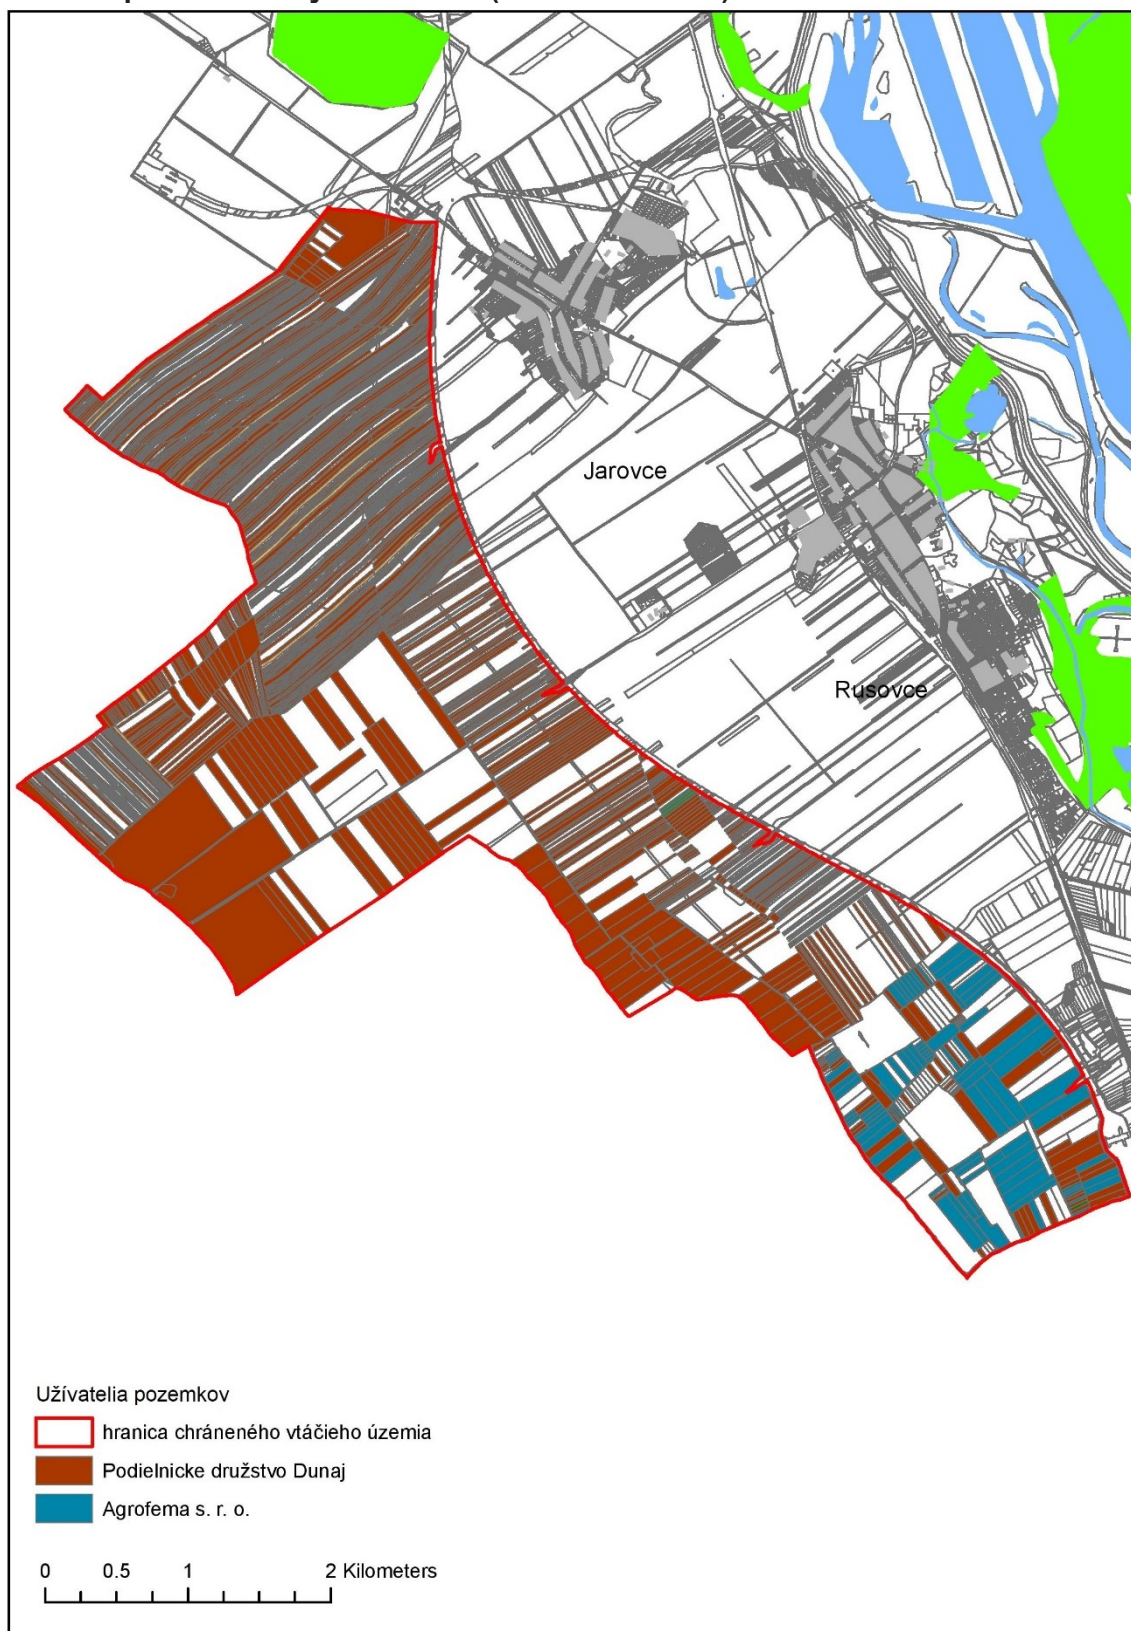 Jarovce
Rusovce
Užívatelia pozemkov
hranica chráneného vtáčieho územia
Podielnicke družstvo Dunaj
Agrofema s. r. o.
0 0.5 1 2 Kilometers